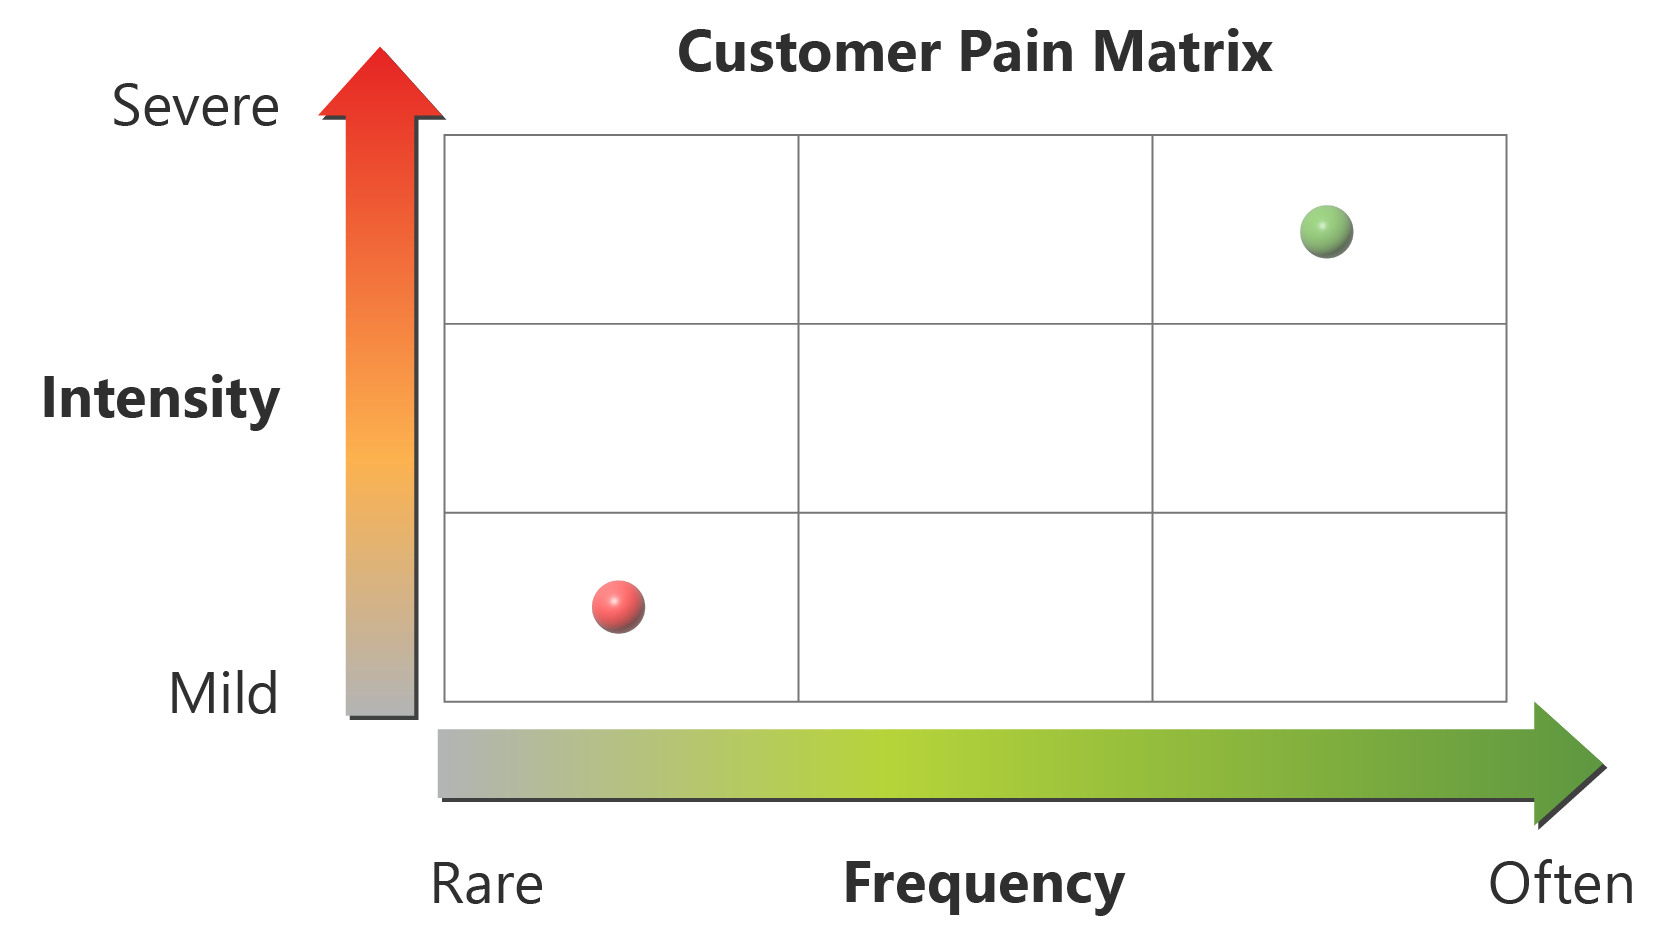 Customer Pain Matrix
Severe
Intensity
Mild
Rare
Frequency
Often